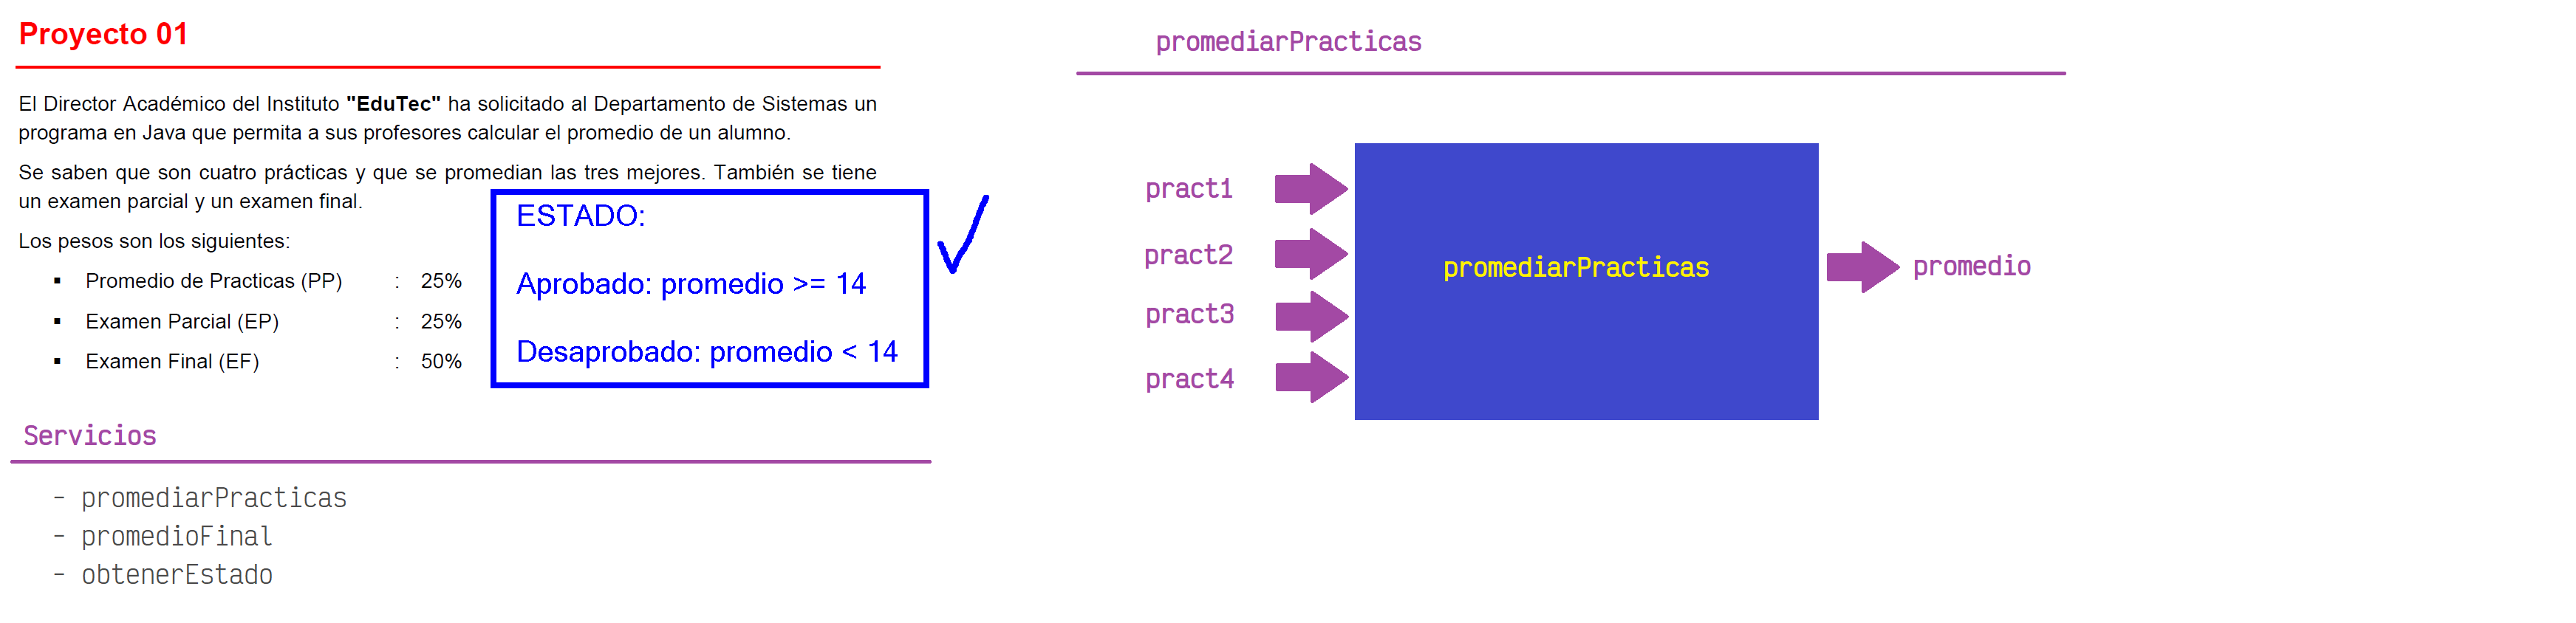 Proyecto 01
El Director Académico del Instituto "EduTec" ha solicitado al Departamento de Sistemas un
programa en Java que permita a sus profesores calcular el promedio de un alumno.
Se saben que son cuatro prácticas y que se promedian las tres mejores. También se tiene
un examen parcial y un examen final.
Los pesos son los siguientes:
▪ Promedio de Practicas (PP) : 25%
▪ Examen Parcial (EP) : 25%
▪ Examen Final (EF) : 50%
ESTADO:
Aprobado: promedio >= 14
Desaprobado: promedio < 14
Servicios
- promediarPracticas
- promedioFinal
- obtenerEstado
promediarPracticas
pract1
pract2
pract3
pract4
promediarPracticas
promedio